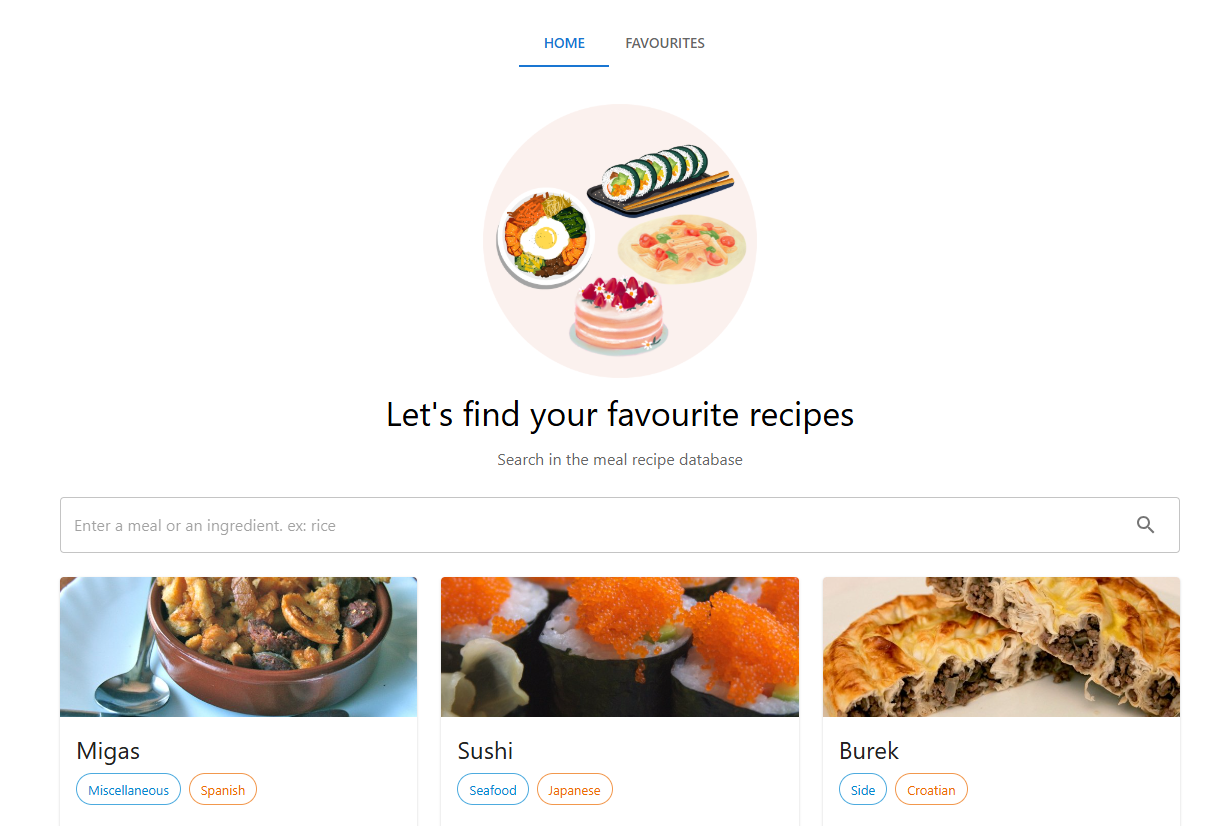 HOME FAVOURITES
Let's find your favourite recipes
Search in the meal recipe database
Enter a meal or an ingredient. ex: rice
Migas
Miscellaneous Spanish
Sushi
Seafood Japanese
Burek
Side Croatian